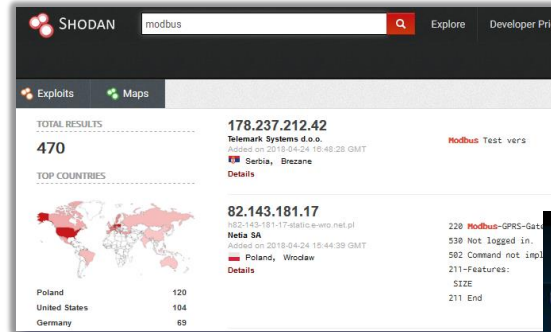 SHODAN
modbus
Explore
Developer Pri
Exploits
Maps
TOTAL RESULTS
470
TOP COUNTRIES
Poland 120
United States 104
Germany 69
178.237.212.42
Telemark Systems d.o.o.
Added on 2018-04-24 16:48:28 GMT
Serbia, Brezane
Details
Modbus Test vers
82.143.181.17
h82-143-181-17-static.e-wro.net.pl
Netia SA
Added on 2018-04-24 16:44:39 GMT
Poland, Wroclaw
Details
220 Modbus-GPRS-Gate
530 Not logged in.
502 Command not impl
211-Features:
SIZE
211 End